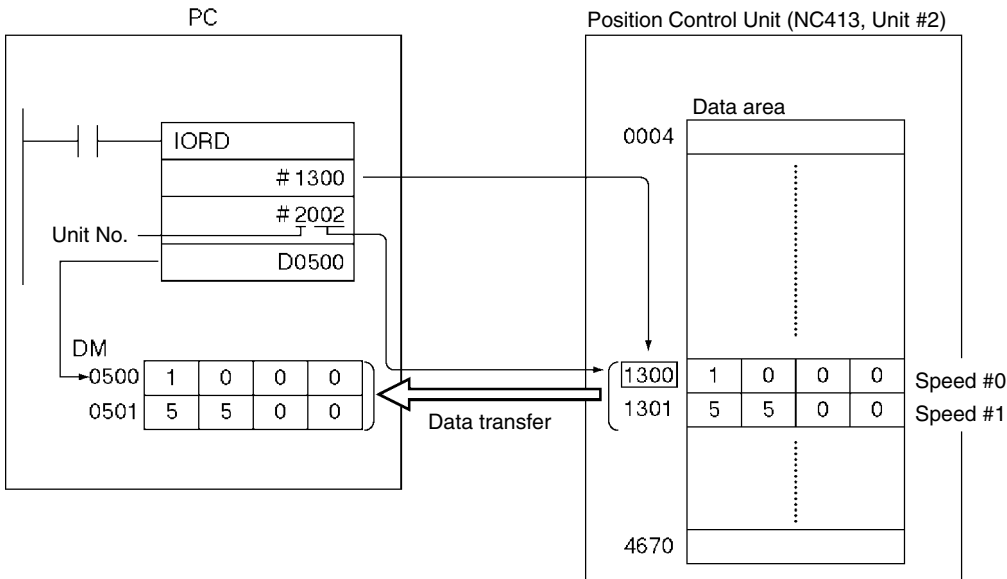 PC
Position Control Unit (NC413, Unit #2)
Data area
0004
IORD
#1300
#2002
Unit No.
D0500
DM
0500 1 0 0 0
0501 5 5 0 0
Data transfer
1300 1 0 0 0 Speed #0
1301 5 5 0 0 Speed #1
4670